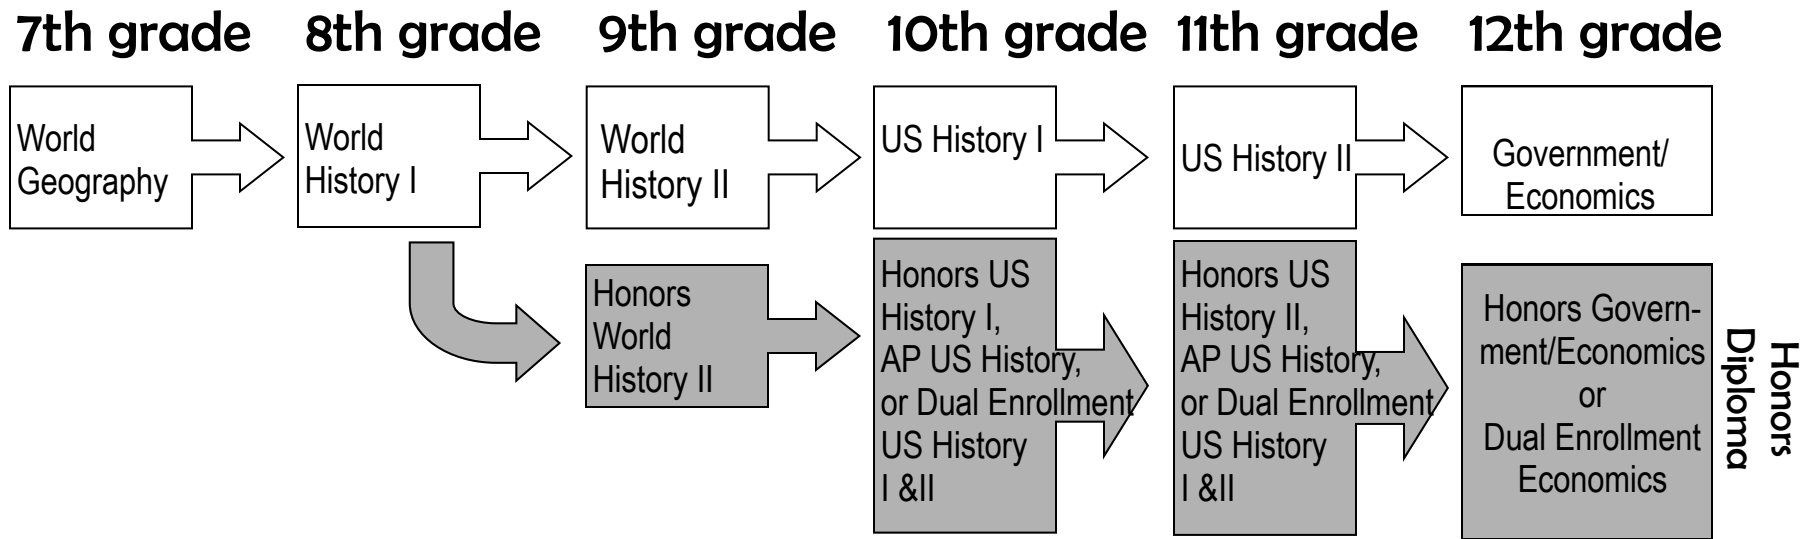 7th grade 8th grade 9th grade 10th grade 11th grade 12th grade
World
Geography
World
History I
World
History II
US History I
US History II
Government/
Economics
Honors
World
History II
Honors US
History I,
AP US History,
or Dual Enrollment
US History
I &II
Honors US
History II,
AP US History,
or Dual Enrollment
US History
I &II
Honors Govern-
ment/Economics
or
Dual Enrollment
Economics
Honors
Diploma